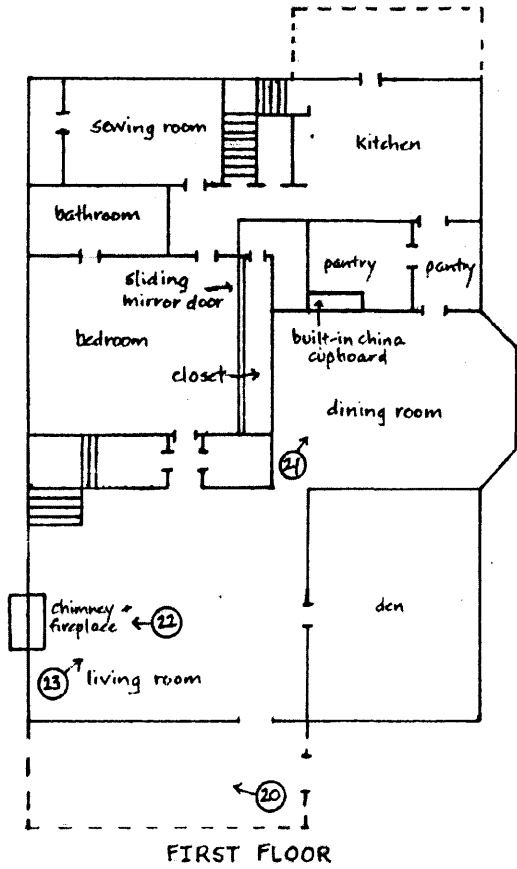 sewing room
kitchen
bathroom
pantry
pantry
sliding
mirror door
bedroom
built-in china
cupboard
closet
dining room
21
den
chimney
fireplace
22
23
living room
20
FIRST FLOOR